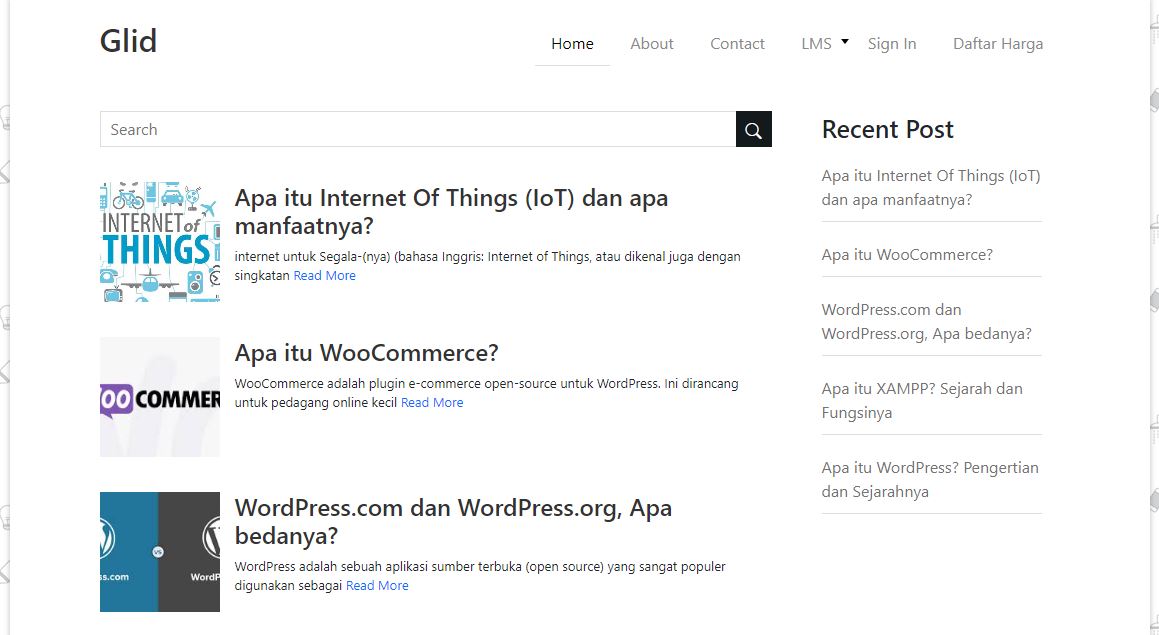 Glid
Home About Contact LMS Sign In Daftar Harga
Search
INTERNET of
THINGS
Apa itu Internet Of Things (IoT) dan apa
manfaatnya?
internet untuk Segala-(nya) (bahasa Inggris: Internet of Things, atau dikenal juga dengan
singkatan Read More
OO COMMER
Apa itu WooCommerce?
WooCommerce adalah plugin e-commerce open-source untuk WordPress. Ini dirancang
untuk pedagang online kecil Read More
ss.com
VS
WordP
WordPress.com dan WordPress.org, Apa
bedanya?
WordPress adalah sebuah aplikasi sumber terbuka (open source) yang sangat populer
digunakan sebagai Read More
Recent Post
Apa itu Internet Of Things (IoT)
dan apa manfaatnya?
Apa itu WooCommerce?
WordPress.com dan
WordPress.org, Apa bedanya?
Apa itu XAMPP? Sejarah dan
Fungsinya
Apa itu WordPress? Pengertian
dan Sejarahnya